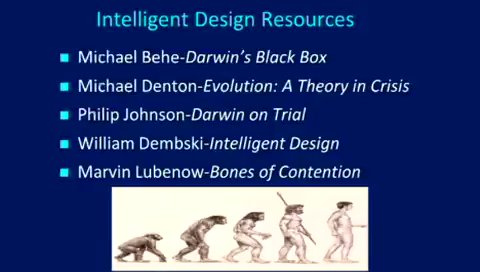 Intelligent Design Resources
Michael Behe-Darwin's Black Box
Michael Denton-Evolution: A Theory in Crisis
Philip Johnson-Darwin on Trial
William Dembski-Intelligent Design
Marvin Lubenow-Bones of Contention